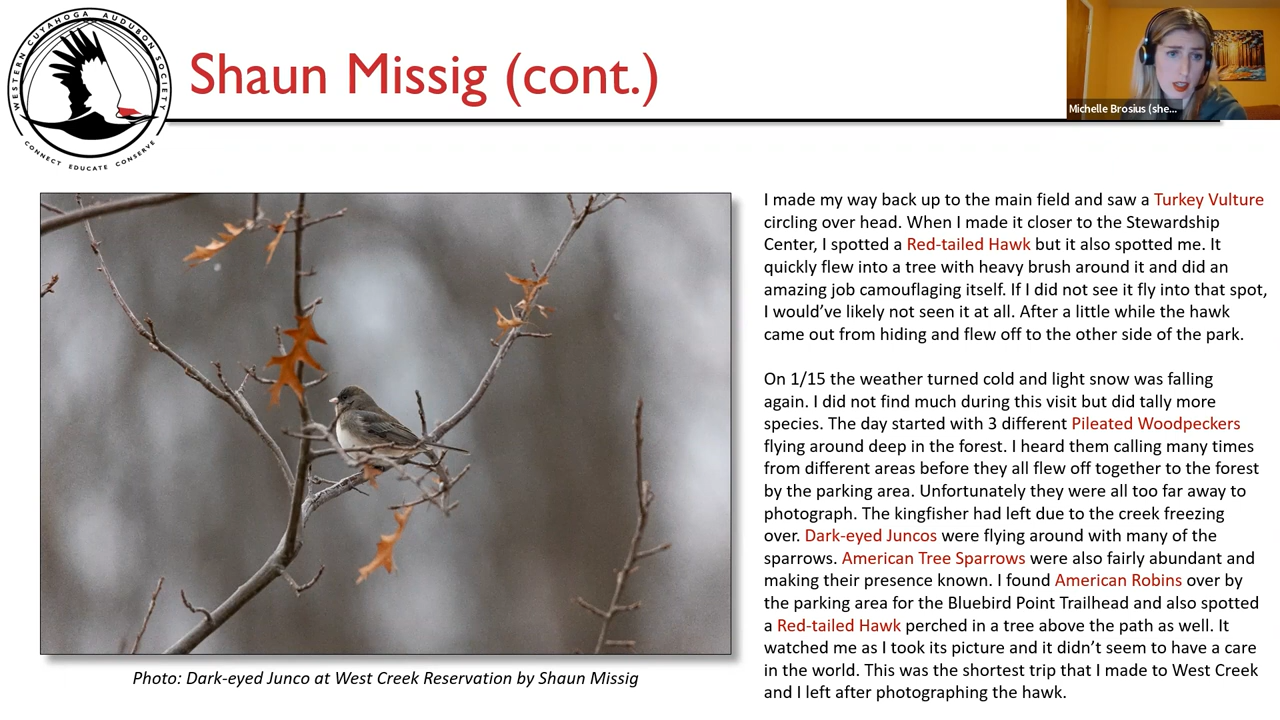 WESTERN CUYAHOGA AUDUBON SOCIETY
CONNECT EDUCATE CONSERVE
Shaun Missig (cont.)
Michelle Brosius (she...
I made my way back up to the main field and saw a Turkey Vulture
circling over head. When I made it closer to the Stewardship
Center, I spotted a Red-tailed Hawk but it also spotted me. It
quickly flew into a tree with heavy brush around it and did an
amazing job camouflaging itself. If I did not see it fly into that spot,
I would’ve likely not seen it at all. After a little while the hawk
came out from hiding and flew off to the other side of the park.
On 1/15 the weather turned cold and light snow was falling
again. I did not find much during this visit but did tally more
species. The day started with 3 different Pileated Woodpeckers
flying around deep in the forest. I heard them calling many times
from different areas before they all flew off together to the forest
by the parking area. Unfortunately they were all too far away to
photograph. The kingfisher had left due to the creek freezing
over. Dark-eyed Juncos were flying around with many of the
sparrows. American Tree Sparrows were also fairly abundant and
making their presence known. I found American Robins over by
the parking area for the Bluebird Point Trailhead and also spotted
a Red-tailed Hawk perched in a tree above the path as well. It
watched me as I took its picture and it didn’t seem to have a care
in the world. This was the shortest trip that I made to West Creek
and I left after photographing the hawk.
Photo: Dark-eyed Junco at West Creek Reservation by Shaun Missig